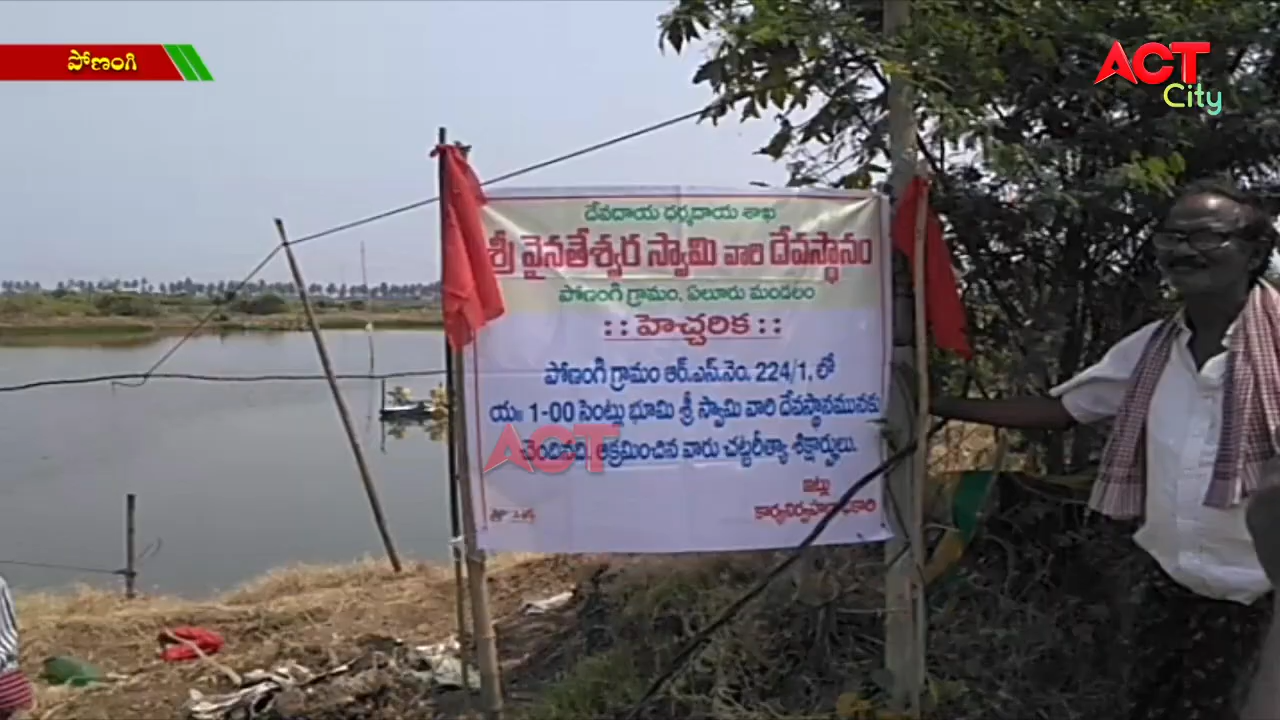 పోణంగి
ACT
City
దేవదాయ ధర్మదాయ శాఖ
శ్రీ వైనతేశ్వర స్వామి వారి దేవస్థానం
పోణంగి గ్రామం, ఏలూరు మండలం
: : హెచ్చరిక : :
పోణంగి గ్రామం ఆర్.ఎస్.నెం. 224/1, లో
య॥ 1-00 సెంట్లు భూమి శ్రీ స్వామి వారి దేవస్థానమునకు
చెందినది. ఆక్రమించిన వారు చట్టరీత్యా శిక్షార్హులు.
ACT
ఇట్లు
కార్యనిర్వహణాధికారి